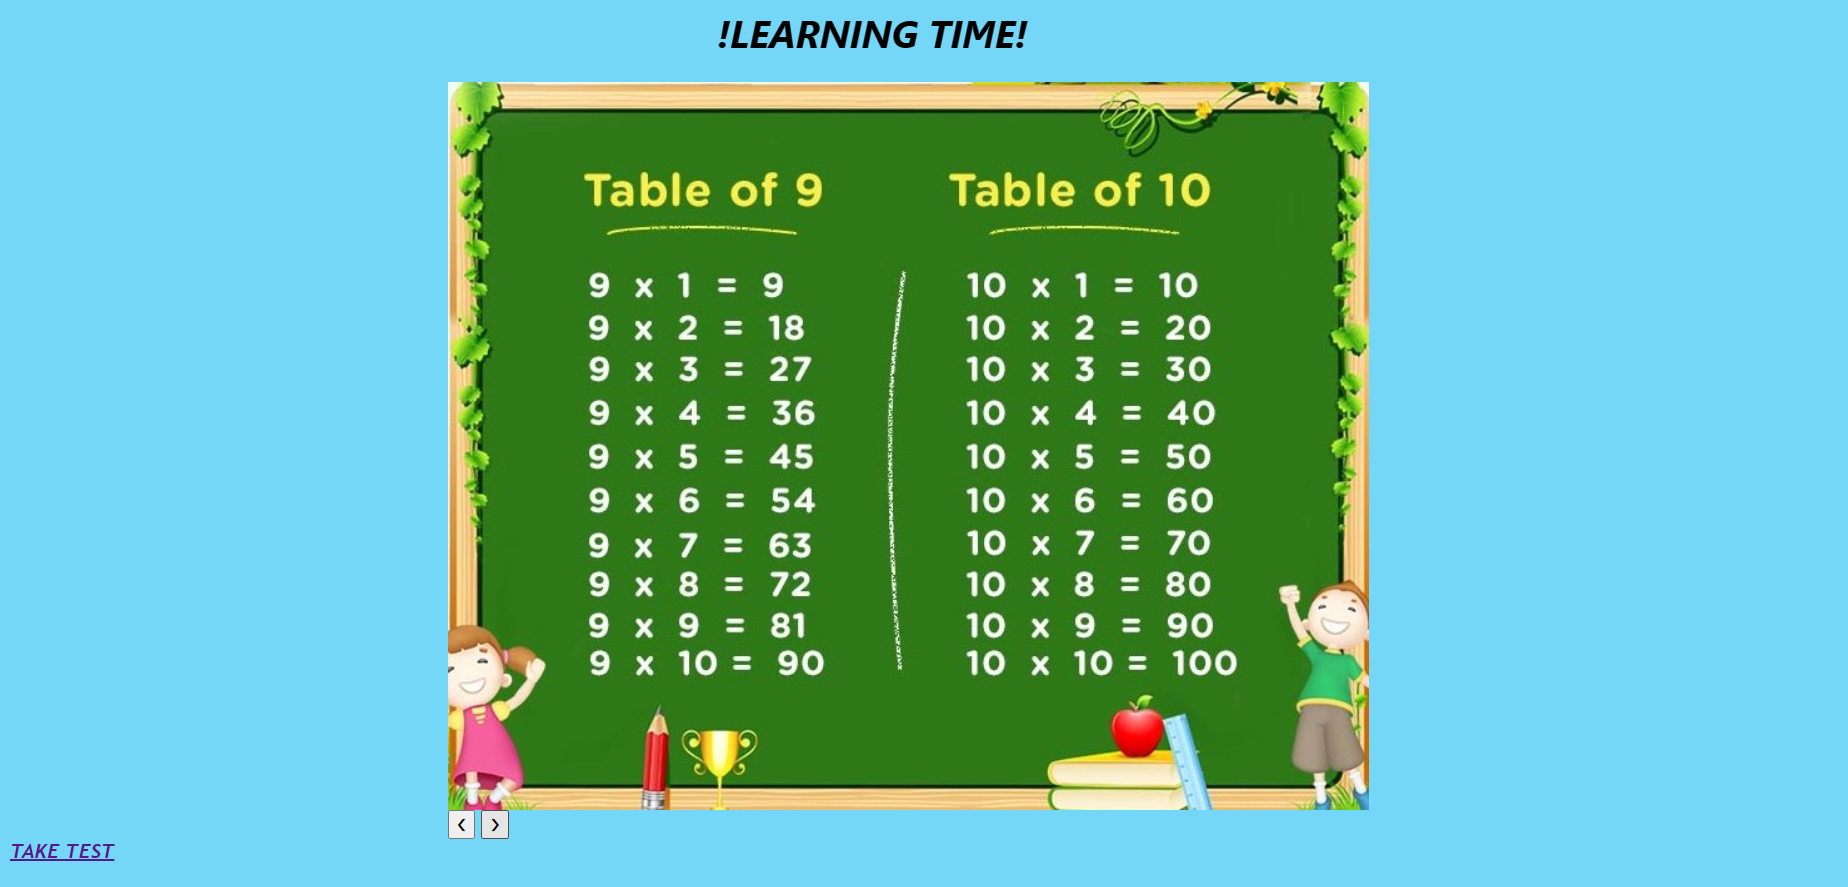 !LEARNING TIME!
Table of 9
9 x 1 = 9
9 x 2 = 18
9 x 3 = 27
9 x 4 = 36
9 x 5 = 45
9 x 6 = 54
9 x 7 = 63
9 x 8 = 72
9 x 9 = 81
9 x 10 = 90
Table of 10
10 x 1 = 10
10 x 2 = 20
10 x 3 = 30
10 x 4 = 40
10 x 5 = 50
10 x 6 = 60
10 x 7 = 70
10 x 8 = 80
10 x 9 = 90
10 x 10 = 100
‹ ›
TAKE TEST